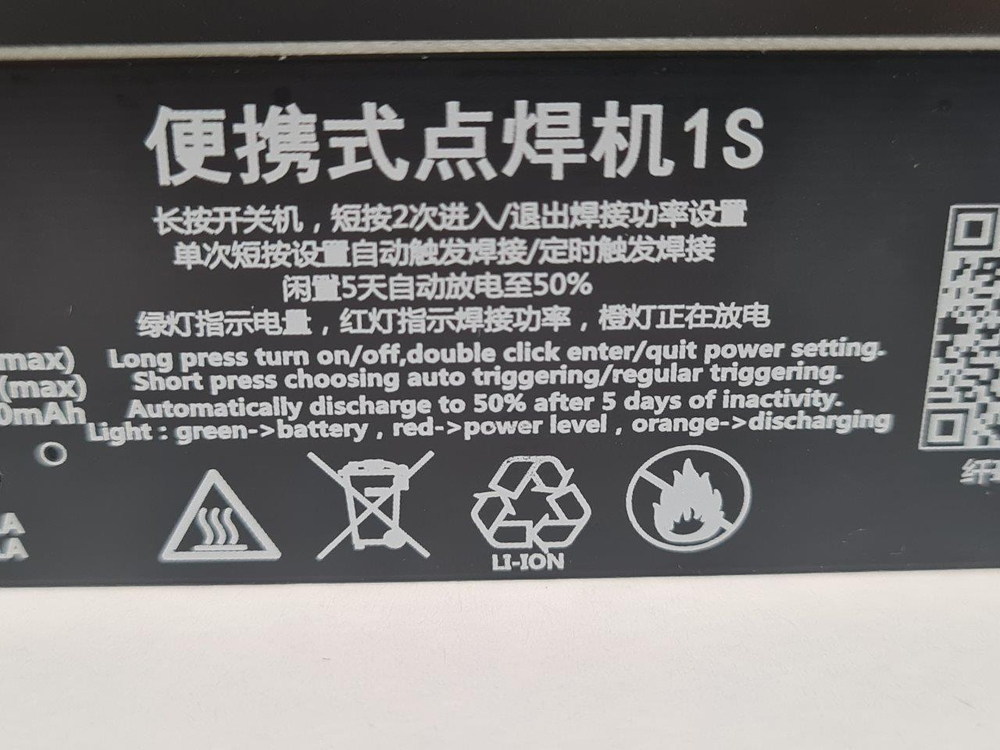 便携式点焊机1S
长按开关机，短按2次进入/退出焊接功率设置
单次短按设置自动触发焊接/定时触发焊接
闲置5天自动放电至50%
绿灯指示电量，红灯指示焊接功率，橙灯正在放电
Long press turn on/off,double click enter/quit power setting.
Short press choosing auto triggering/regular triggering.
Automatically discharge to 50% after 5 days of inactivity.
Light : green->battery , red->power level , orange->discharging
max)
(max)
0mAh
A
A
LI-ION